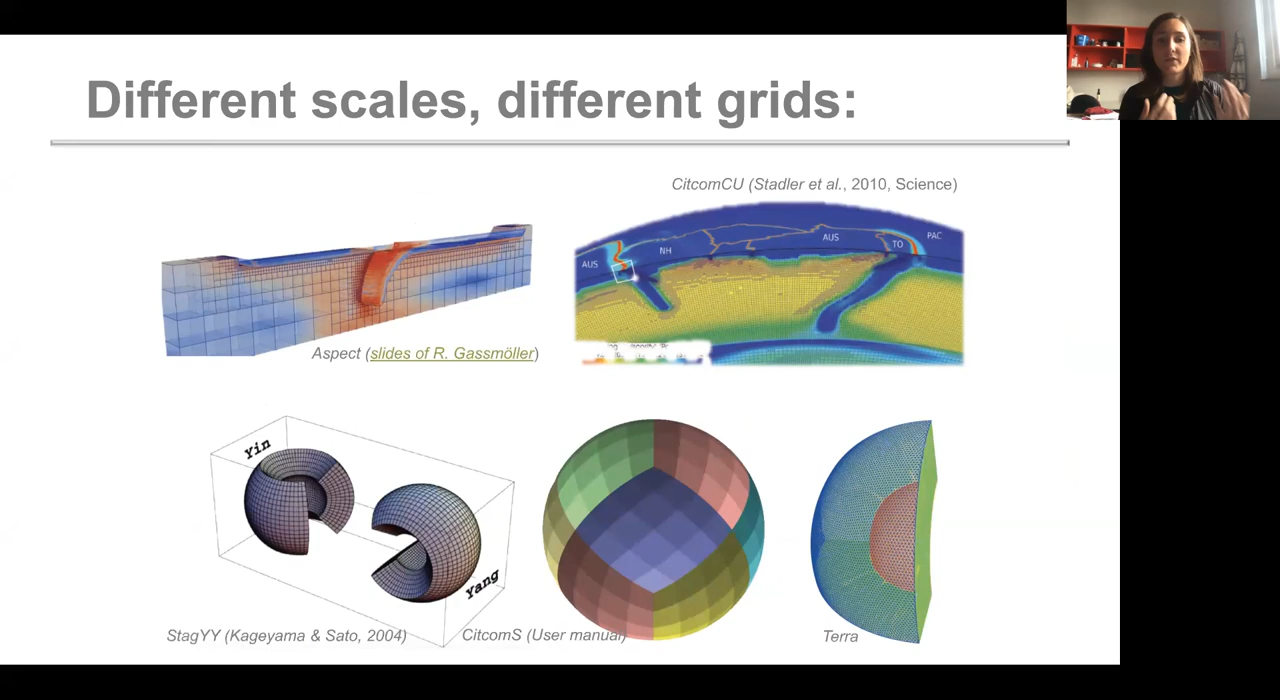 Different scales, different grids:
CitcomCU (Stadler et al., 2010, Science)
AUS
NH
AUS
TO
PAC
Aspect (slides of R. Gassmöller)
Yin
Yang
StagYY (Kageyama & Sato, 2004)
CitcomS (User manual)
Terra